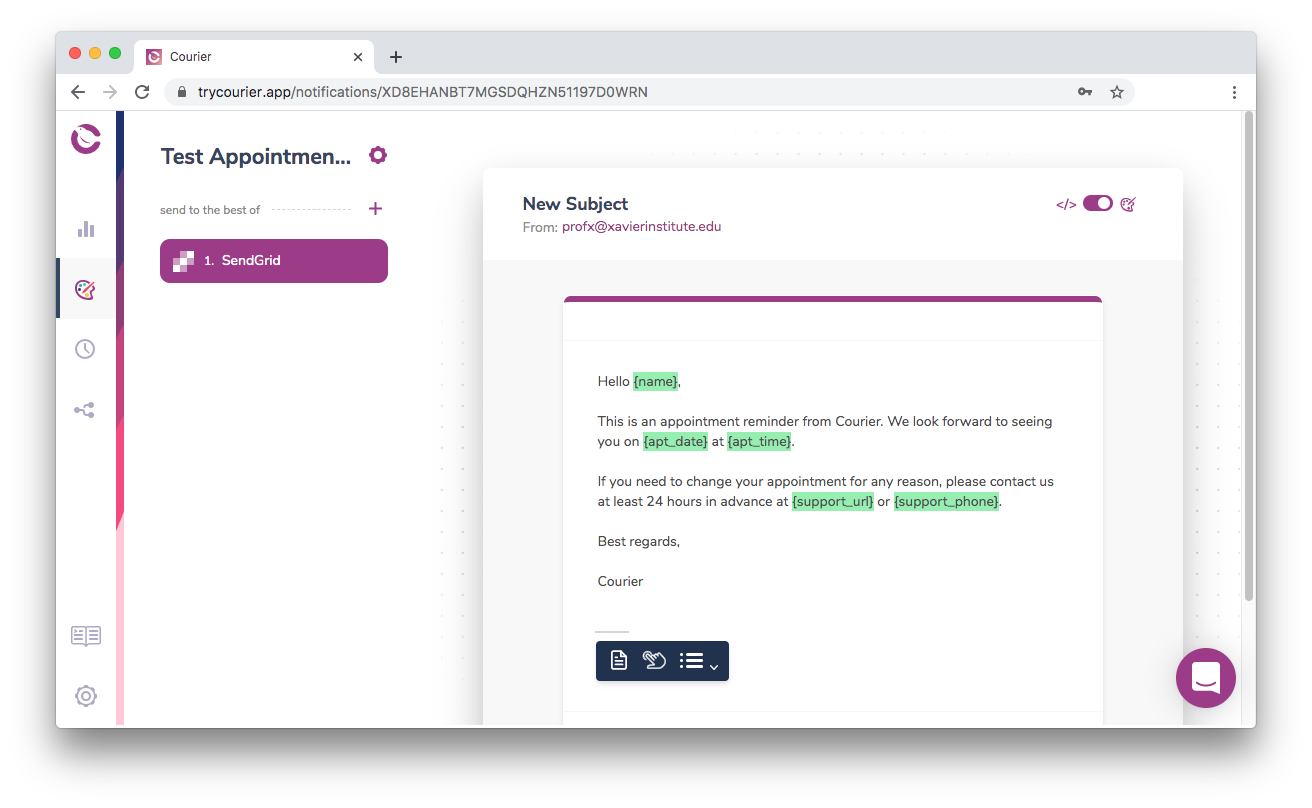 Courier
trycourier.app/notifications/XD8EHANBT7MGSDQHZN51197D0WRN
Test Appointmen...
send to the best of
1. SendGrid
New Subject
From: profx@xavierinstitute.edu
</>
Hello {name},
This is an appointment reminder from Courier. We look forward to seeing
you on {apt_date} at {apt_time}.
If you need to change your appointment for any reason, please contact us
at least 24 hours in advance at {support_url} or {support_phone}.
Best regards,
Courier